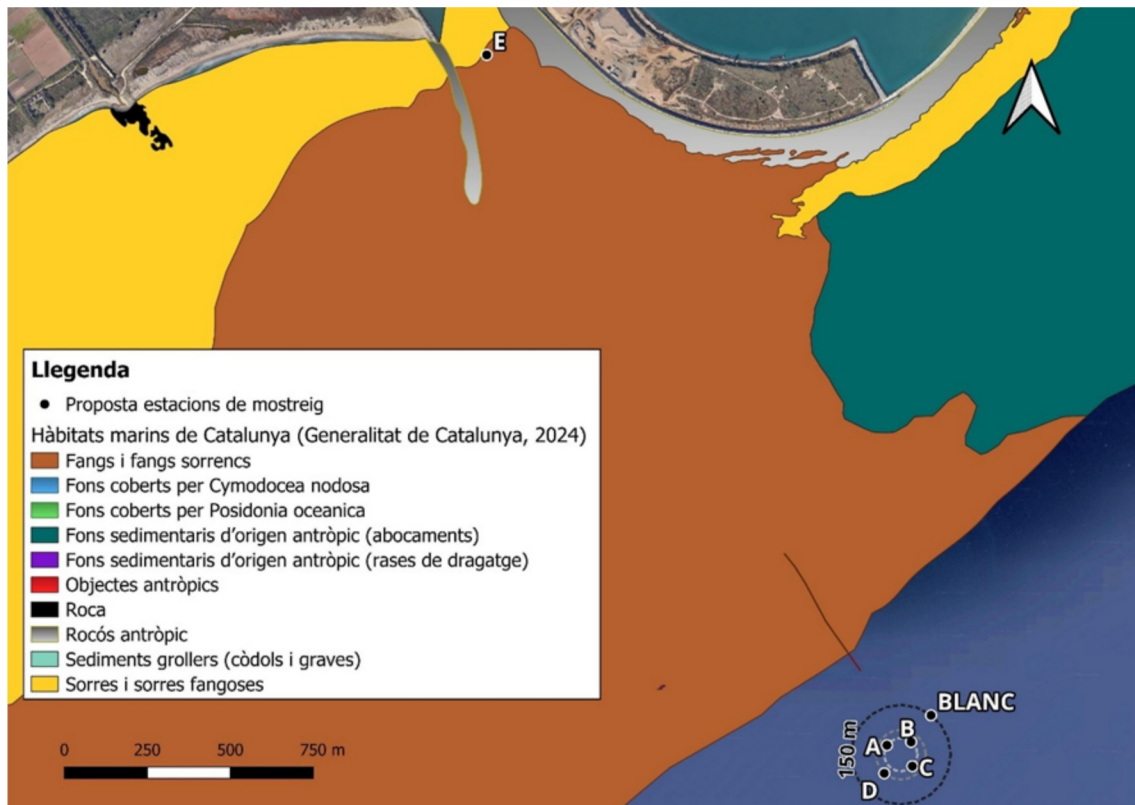 E
Llegenda
Proposta estacions de mostreig
Hàbitats marins de Catalunya (Generalitat de Catalunya, 2024)
Fangs i fangs sorrencs
Fons coberts per Cymodocea nodosa
Fons coberts per Posidonia oceanica
Fons sedimentaris d'origen antròpic (abocaments)
Fons sedimentaris d'origen antròpic (rases de dragatge)
Objectes antròpics
Roca
Rocós antròpic
Sediments grollers (còdols i graves)
Sorres i sorres fangoses
0 250 500 750 m
BLANC
B
A
150 m
C
D